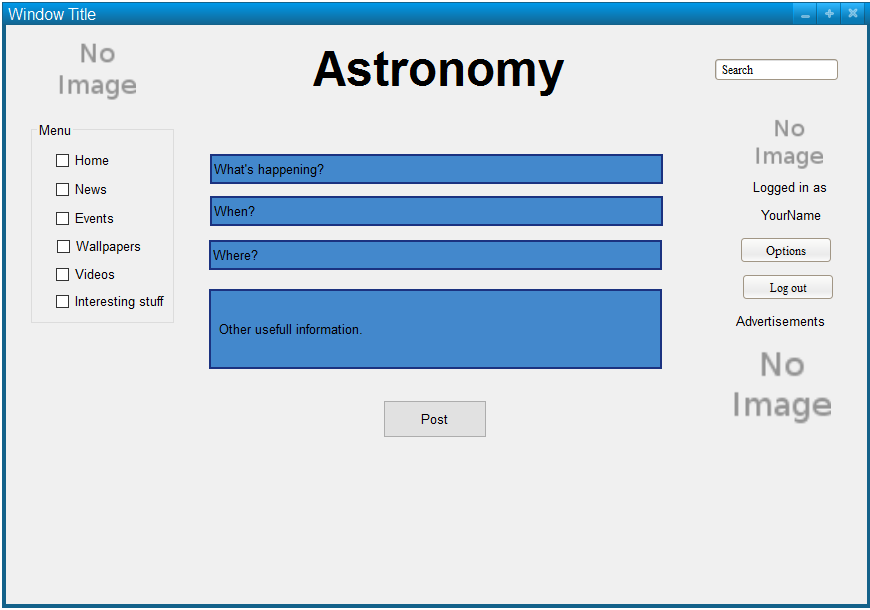 Window Title
No
Image
Astronomy
Search
Menu
Home
News
Events
Wallpapers
Videos
Interesting stuff
What's happening?
When?
Where?
Other usefull information.
Post
No
Image
Logged in as
YourName
Options
Log out
Advertisements
No
Image